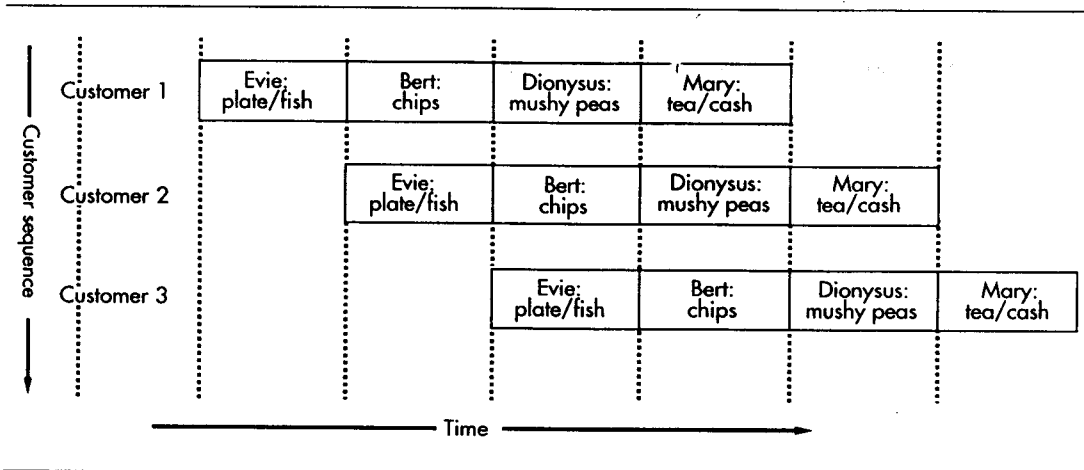 Customer sequence
Customer 1
Evie:
plate/fish
Bert:
chips
Dionysus:
mushy peas
Mary:
tea/cash
Customer 2
Evie:
plate/fish
Bert:
chips
Dionysus:
mushy peas
Mary:
tea/cash
Customer 3
Evie:
plate/fish
Bert:
chips
Dionysus:
mushy peas
Mary:
tea/cash
Time